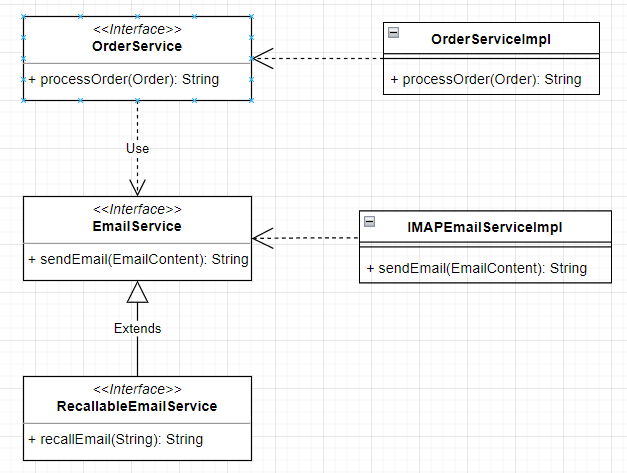 <<Interface>>
OrderService
+ processOrder(Order): String
OrderServiceImpl
+ processOrder(Order): String
Use
<<Interface>>
EmailService
+ sendEmail(EmailContent): String
IMAPEmailServiceImpl
+ sendEmail(EmailContent): String
Extends
<<Interface>>
RecallableEmailService
+ recallEmail(String): String